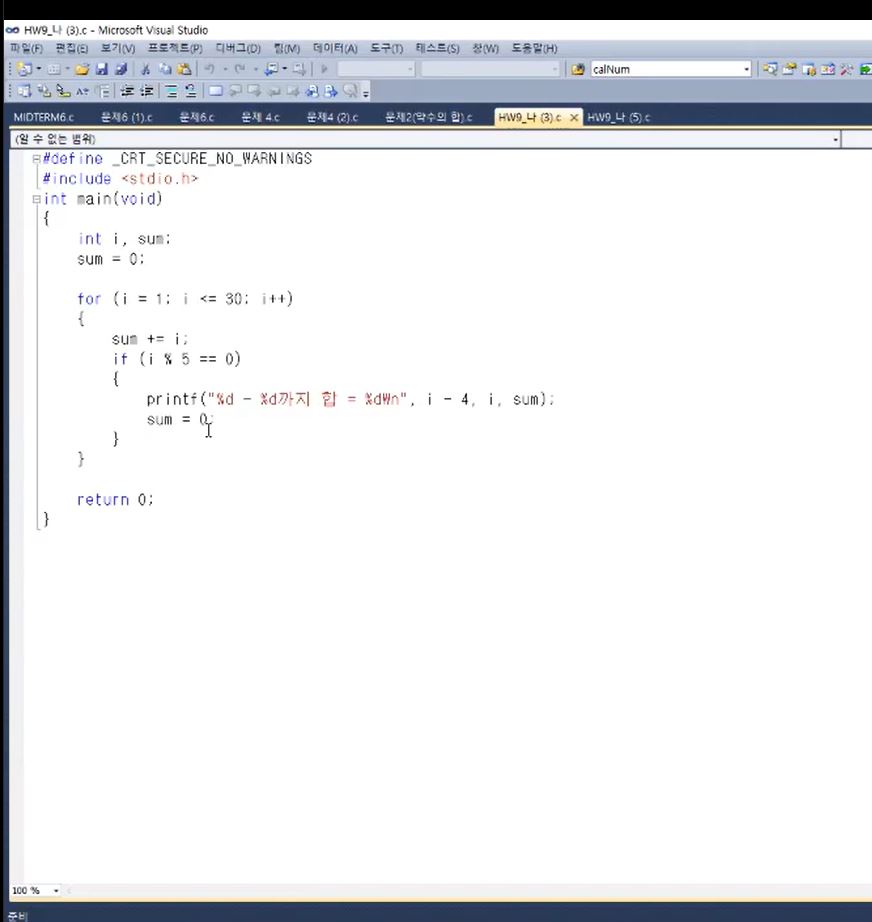 HW9_나 (3).c - Microsoft Visual Studio
파일(F) 편집(E) 보기(V) 프로젝트(P) 디버그(D) 팀(M) 데이터(A) 도구(T) 테스트(S) 창(W) 도움말(H)
calNum
MIDTERM6.c 문제6 (1).c 문제6.c 문제 4.c 문제4 (2).c 문제2(약수의 합).c HW9_나 (3).c HW9_나 (5).c
(알 수 없는 범위)
#define _CRT_SECURE_NO_WARNINGS
#include <stdio.h>
int main(void)
{
int i, sum;
sum = 0;
for (i = 1; i <= 30; i++)
{
sum += i;
if (i % 5 == 0)
{
printf("%d - %d까지 합 = %d₩n", i - 4, i, sum);
sum = 0;
}
}
return 0;
}
100 %
준비